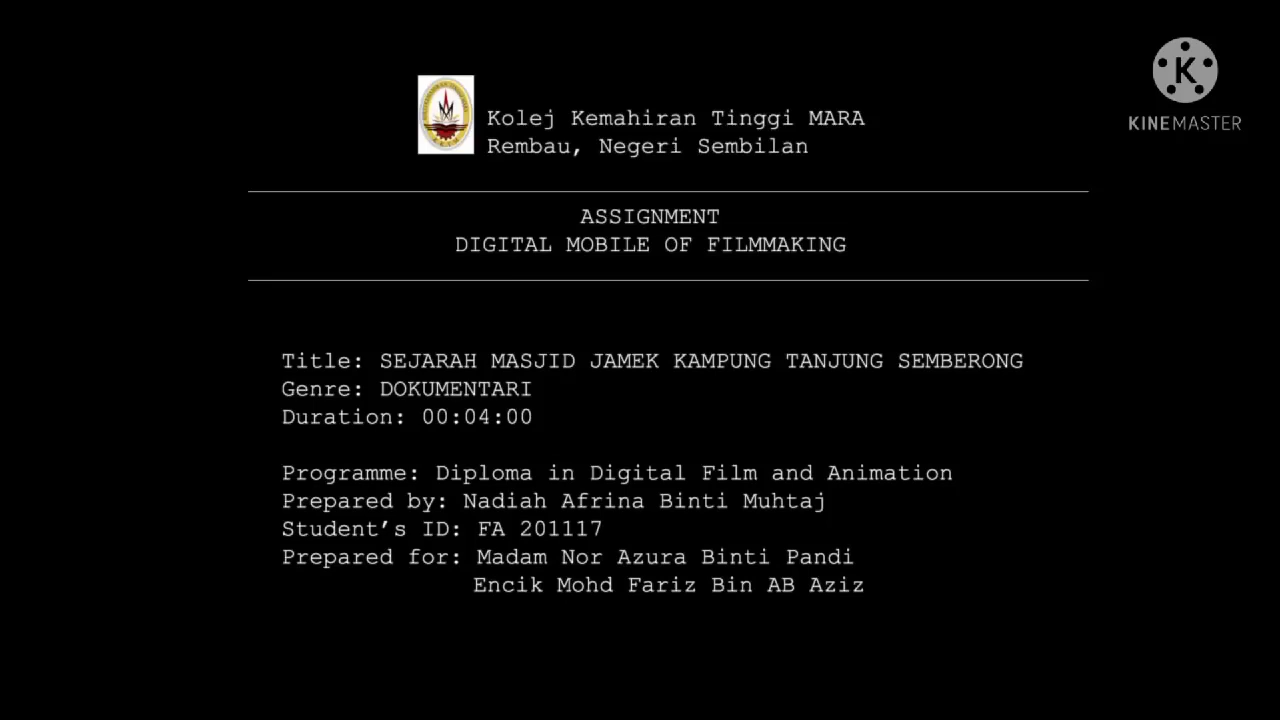 Kolej Kemahiran Tinggi MARA
Rembau, Negeri Sembilan
KINEMASTER
ASSIGNMENT
DIGITAL MOBILE OF FILMMAKING
Title: SEJARAH MASJID JAMEK KAMPUNG TANJUNG SEMBERONG
Genre: DOKUMENTARI
Duration: 00:04:00
Programme: Diploma in Digital Film and Animation
Prepared by: Nadiah Afrina Binti Muhtaj
Student’s ID: FA 201117
Prepared for: Madam Nor Azura Binti Pandi
Encik Mohd Fariz Bin AB Aziz